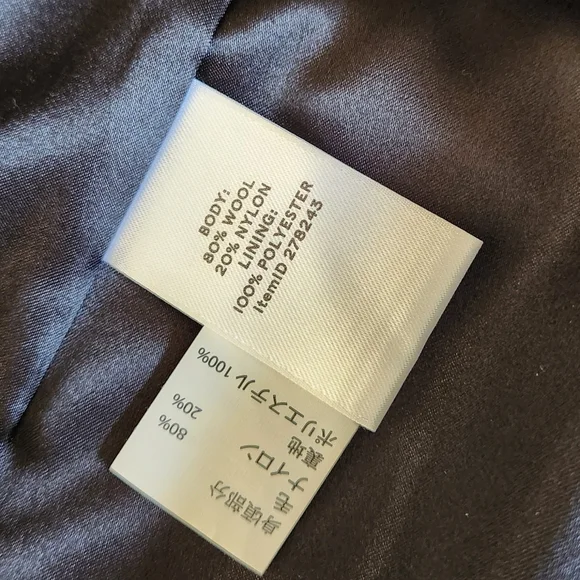 BODY:
80% WOOL
20% NYLON
LINING:
100% POLYESTER
ItemID 278243
身頃部分
毛 80%
ナイロン 20%
裏地
ポリエステル 100%